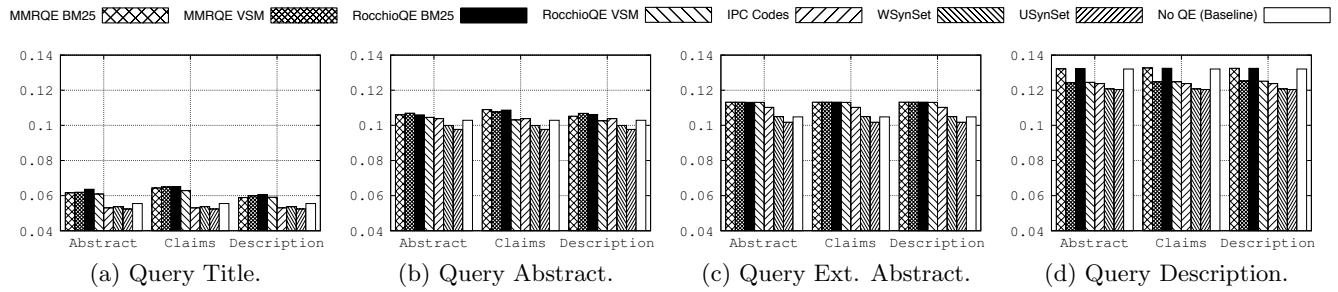 MMRQE BM25 MMRQE VSM RocchioQE BM25 RocchioQE VSM IPC Codes WSynSet USynSet No QE (Baseline)
0.14 0.14 0.14 0.14
0.12 0.12 0.12 0.12
0.1 0.1 0.1 0.1
0.08 0.08 0.08 0.08
0.06 0.06 0.06 0.06
0.04 0.04 0.04 0.04
Abstract Claims Description Abstract Claims Description Abstract Claims Description Abstract Claims Description
(a) Query Title. (b) Query Abstract. (c) Query Ext. Abstract. (d) Query Description.